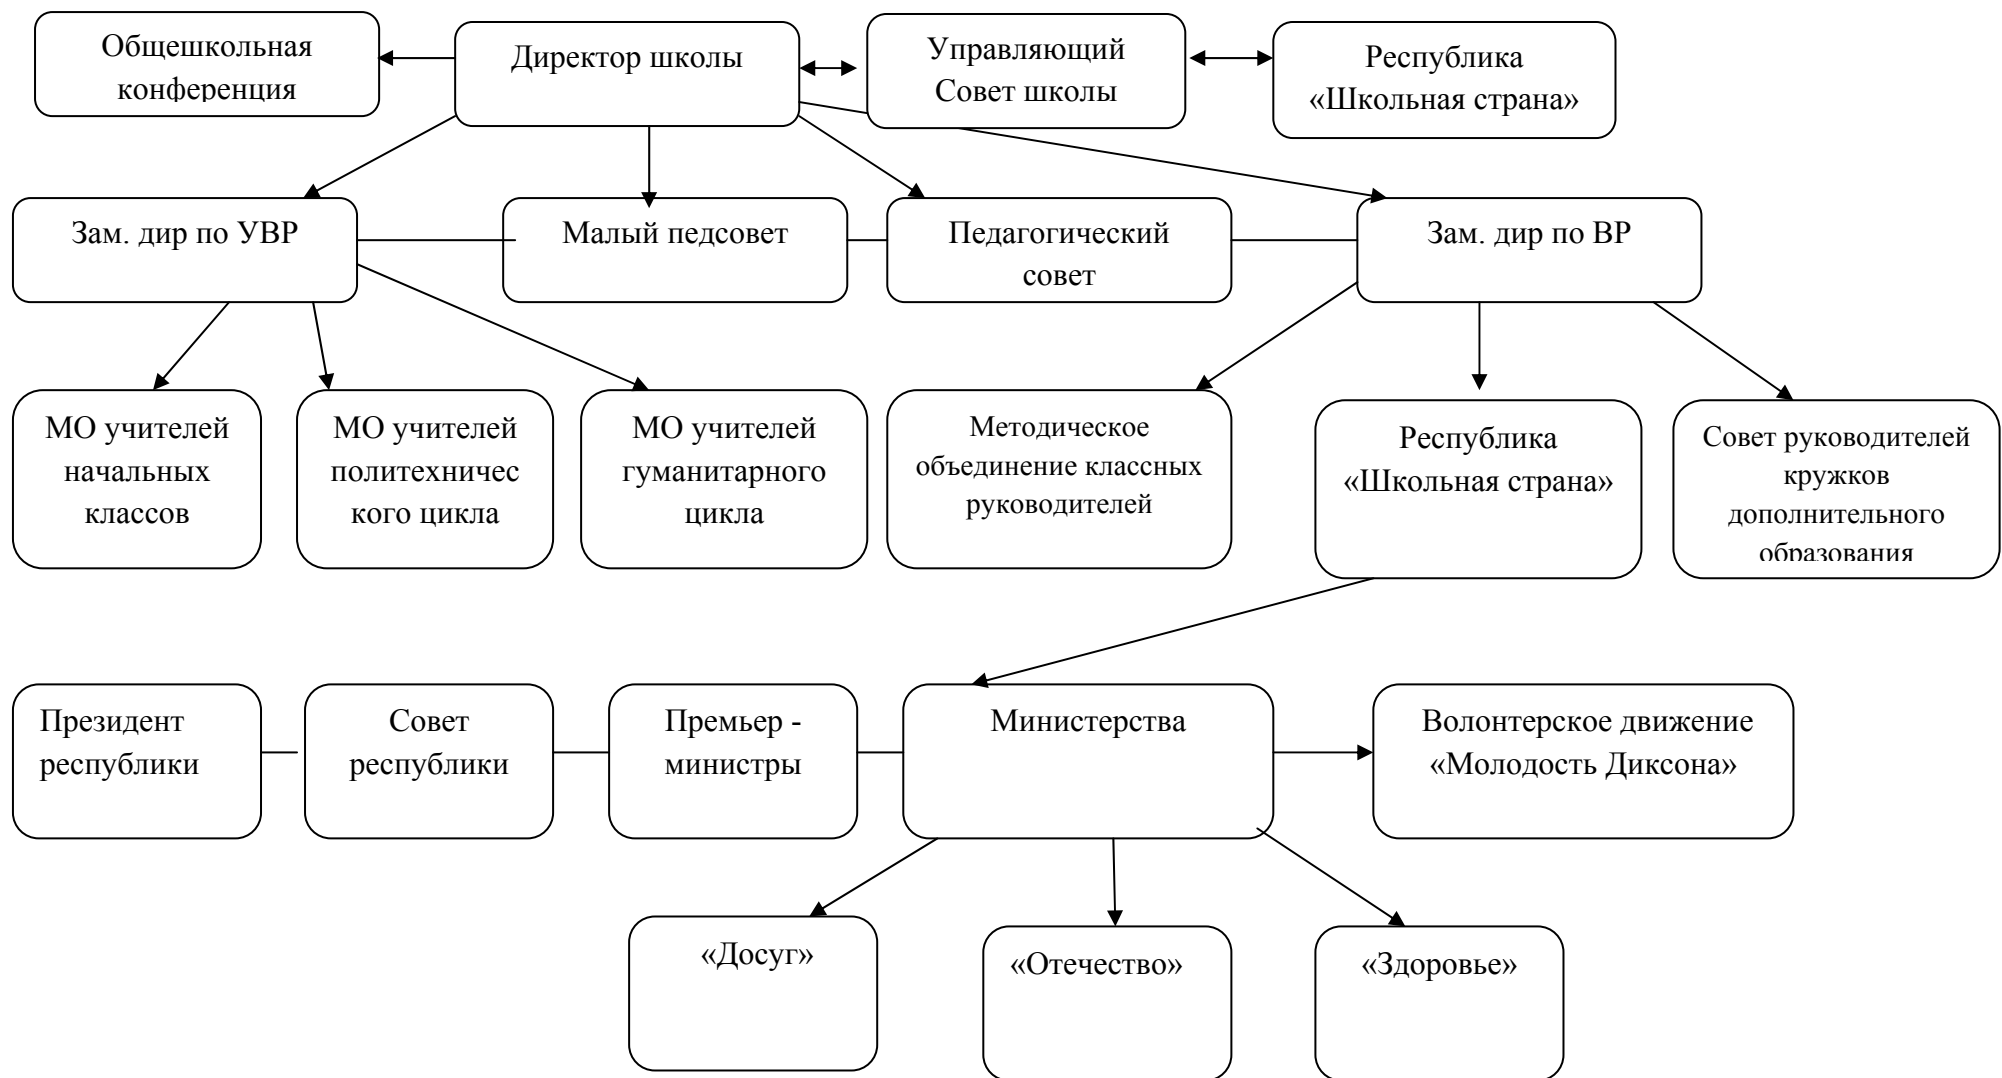 Общешкольная
конференция
Директор школы
Управляющий
Совет школы
Республика
«Школьная страна»
Зам. дир по УВР
Малый педсовет
Педагогический
совет
Зам. дир по ВР
МО учителей
начальных
классов
МО учителей
политехничес
кого цикла
МО учителей
гуманитарного
цикла
Методическое
объединение классных
руководителей
Республика
«Школьная страна»
Совет руководителей
кружков
дополнительного
образования
Президент
республики
Совет
республики
Премьер -
министры
Министерства
Волонтерское движение
«Молодость Диксона»
«Досуг»
«Отечество»
«Здоровье»